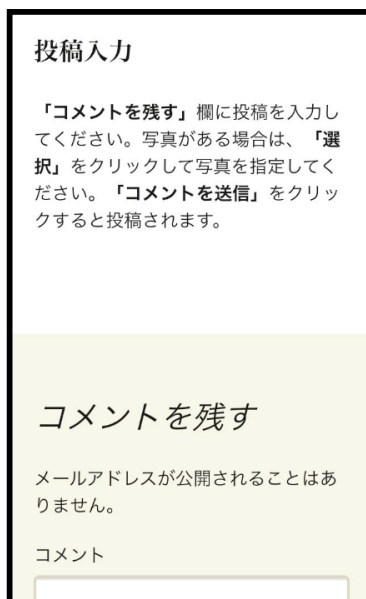 投稿入力
「コメントを残す」欄に投稿を入力し
てください。写真がある場合は、「選
択」をクリックして写真を指定してく
ださい。「コメントを送信」をクリッ
クすると投稿されます。
コメントを残す
メールアドレスが公開されることはあ
りません。
コメント